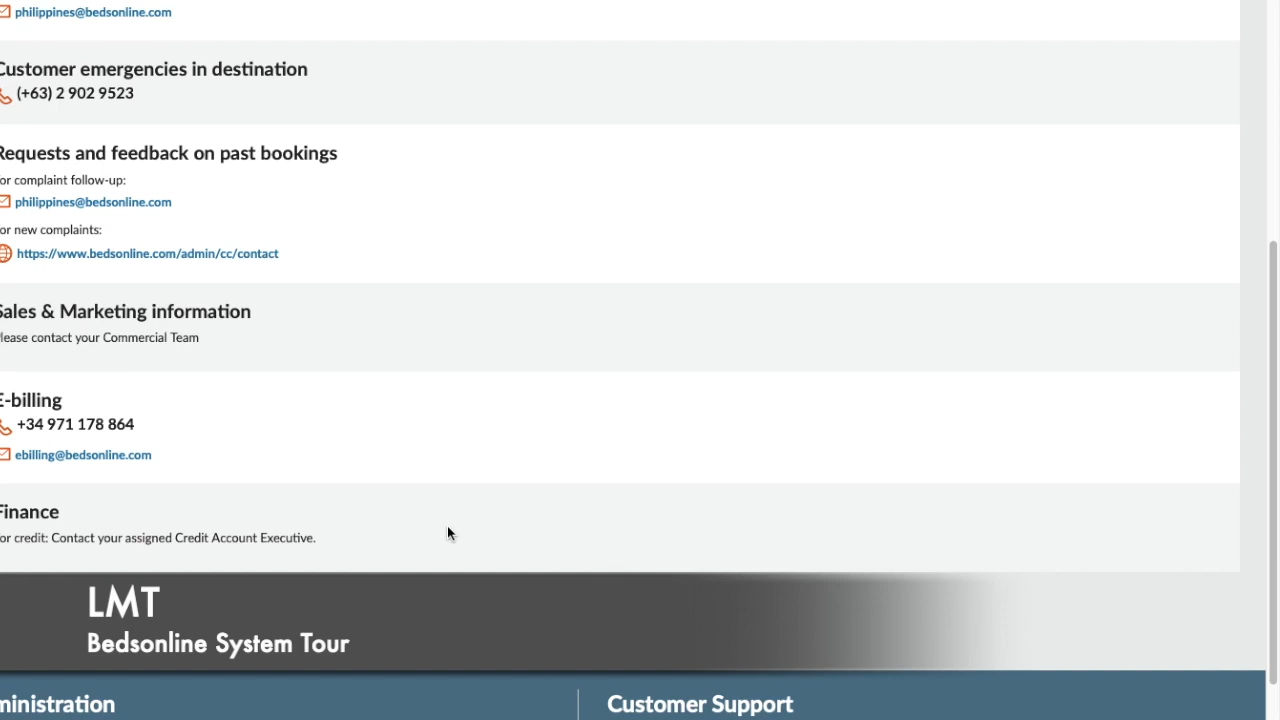 philippines@bedsonline.com
Customer emergencies in destination
(+63) 2 902 9523
Requests and feedback on past bookings
or complaint follow-up:
philippines@bedsonline.com
or new complaints:
https://www.bedsonline.com/admin/cc/contact
Sales & Marketing information
lease contact your Commercial Team
E-billing
+34 971 178 864
ebilling@bedsonline.com
Finance
or credit: Contact your assigned Credit Account Executive.
LMT
Bedsonline System Tour
ministration
Customer Support